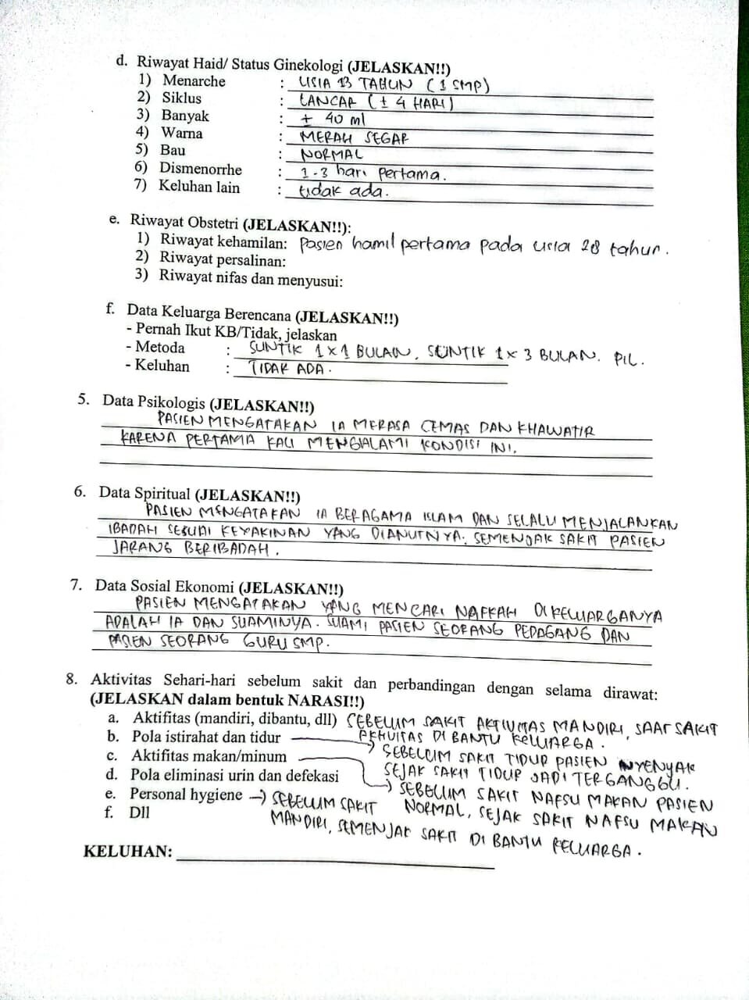 d. Riwayat Haid/ Status Ginekologi (JELASKAN!!)
1) Menarche : USIA 13 TAHUN (1 SMP)
2) Siklus : LANCAR (± 4 HARI)
3) Banyak : ± 40 ml
4) Warna : MERAH SEGAR
5) Bau : NORMAL
6) Dismenorrhe : 1-3 hari pertama.
7) Keluhan lain : tidak ada.
e. Riwayat Obstetri (JELASKAN!!):
1) Riwayat kehamilan: Pasien hamil pertama pada usia 28 tahun.
2) Riwayat persalinan:
3) Riwayat nifas dan menyusui:
f. Data Keluarga Berencana (JELASKAN!!)
- Pernah Ikut KB/Tidak, jelaskan
- Metoda : SUNTIK 1x1 BULAN, SUNTIK 1x3 BULAN. PIL.
- Keluhan : TIDAK ADA.
5. Data Psikologis (JELASKAN!!)
PASIEN MENGATAKAN IA MERASA CEMAS DAN KHAWATIR
KARENA PERTAMA KALI MENGALAMI KONDISI INI.
6. Data Spiritual (JELASKAN!!)
PASIEN MENGATAKAN IA BERAGAMA ISLAM DAN SELALU MENJALANKAN
IBADAH SESUAI KEYAKINAN YANG DIANUTNYA. SEMENJAK SAKIT PASIEN
JARANG BERIBADAH.
7. Data Sosial Ekonomi (JELASKAN!!)
PASIEN MENGATAKAN YANG MENCARI NAFKAH DI KELUARGANYA
ADALAH IA DAN SUAMINYA. SUAMI PASIEN SEORANG PEDAGANG DAN
PASIEN SEORANG GURU SMP.
8. Aktivitas Sehari-hari sebelum sakit dan perbandingan dengan selama dirawat:
(JELASKAN dalam bentuk NARASI!!)
a. Aktifitas (mandiri, dibantu, dll) SEBELUM SAKIT AKTIVITAS MANDIRI, SAAT SAKIT
AKTIVITAS DI BANTU KELUARGA.
b. Pola istirahat dan tidur → SEBELUM SAKIT TIDUR PASIEN NYENYAK
SEJAK SAKIT TIDUR JADI TERGANGGU.
c. Aktifitas makan/minum → SEBELUM SAKIT NAFSU MAKAN PASIEN
NORMAL, SEJAK SAKIT NAFSU MAKAN
d. Pola eliminasi urin dan defekasi
e. Personal hygiene → SEBELUM SAKIT
MANDIRI, SEMENJAK SAKIT DI BANTU KELUARGA.
f. Dll
KELUHAN: